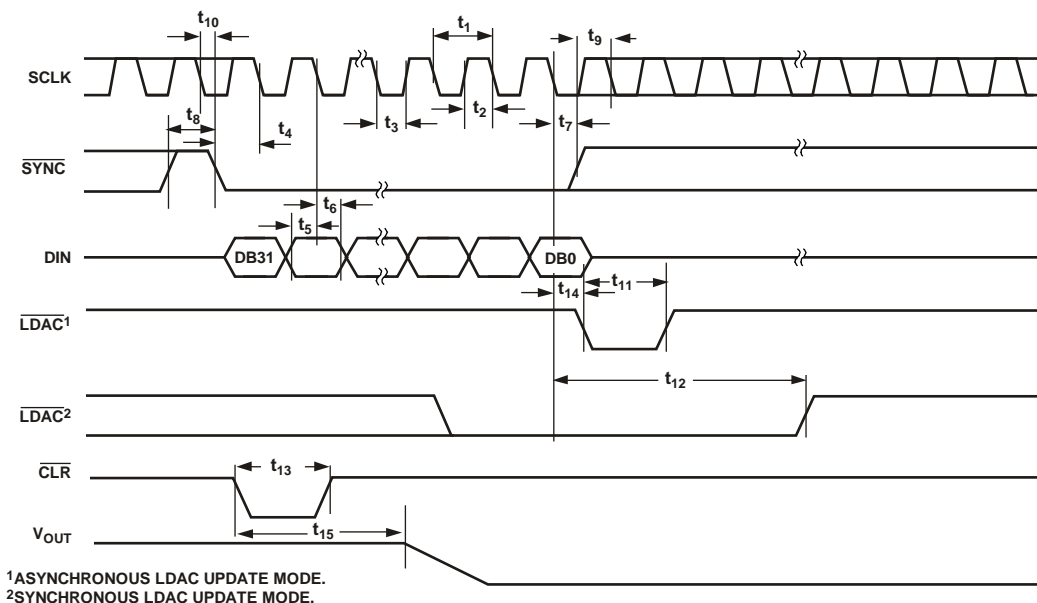 t10
t1
t9
SCLK
t8
t4
t3
t2
t7
SYNC
t6
t5
DIN
DB31
DB0
t14
t11
LDAC1
t12
LDAC2
CLR
t13
t15
VOUT
1ASYNCHRONOUS LDAC UPDATE MODE.
2SYNCHRONOUS LDAC UPDATE MODE.